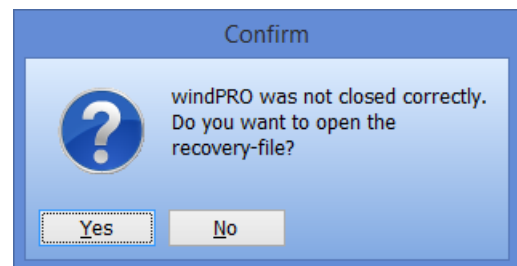 Confirm
windPRO was not closed correctly.
Do you want to open the
recovery-file?
Yes No